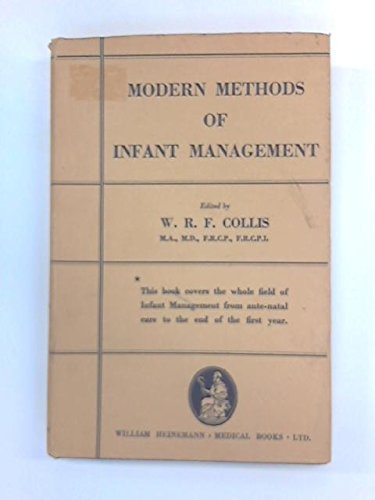 MODERN METHODS
OF
INFANT MANAGEMENT
Edited by
W. R. F. COLLIS
M.A., M.D., F.R.C.P., F.R.C.P.I.
*
This book covers the whole field of
Infant Management from ante-natal
care to the end of the first year.
WILLIAM HEINEMANN · MEDICAL BOOKS · LTD.